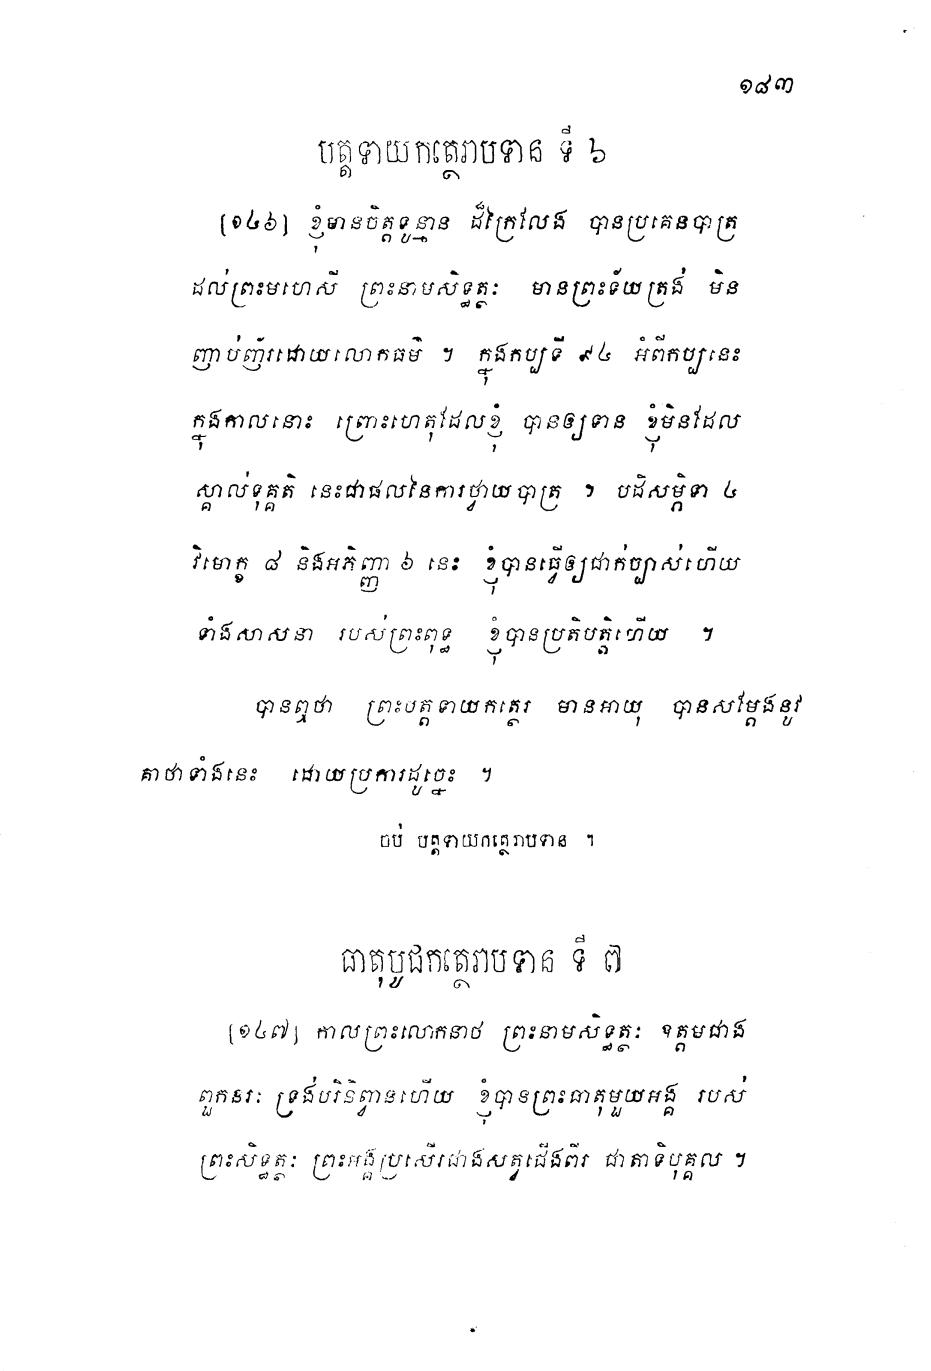 ១៨៣
បត្តទាយកត្ថេរាបទាន ទី ៦
[១៤៦] ខ្ញុំមានចិត្តទូន្មាន ដ៏ក្រៃលែង បានប្រគេនបាត្រ
ដល់ព្រះមហេសី ព្រះនាមសិទ្ធត្ថៈ មានព្រះទ័យត្រង់ មិន
ញាប់ញ័រដោយលោកធម៌ ។ ក្នុងកប្បទី ៩៤ អំពីកប្បនេះ
ក្នុងកាលនោះ ព្រោះហេតុដែលខ្ញុំ បានឲ្យទាន ខ្ញុំមិនដែល
ស្គាល់ទុគ្គតិ នេះជាផលនៃការថ្វាយបាត្រ ។ បដិសម្ភិទា ៤
វិមោក្ខ ៨ និងអភិញ្ញា ៦ នេះ ខ្ញុំបានធ្វើឲ្យជាក់ច្បាស់ហើយ
ទាំងសាសនា របស់ព្រះពុទ្ធ ខ្ញុំបានប្រតិបត្តិហើយ ។
បានឮថា ព្រះបត្តទាយកត្ថេរ មានអាយុ បានសម្តែងនូវ
គាថាទាំងនេះ ដោយប្រការដូច្នេះ ។
ចប់ បត្តទាយកត្ថេរាបទាន ។
ធាតុបូជកត្ថេរាបទាន ទី ៧
[១៤៧] កាលព្រះលោកនាថ ព្រះនាមសិទ្ធត្ថៈ ឧត្តមជាង
ពួកនរៈ ទ្រង់បរិនិព្វានហើយ ខ្ញុំបានព្រះធាតុមួយអង្គ របស់
ព្រះសិទ្ធត្ថៈ ព្រះអង្គប្រសើរជាងសត្វជើងពីរ ជាតាទិបុគ្គល ។